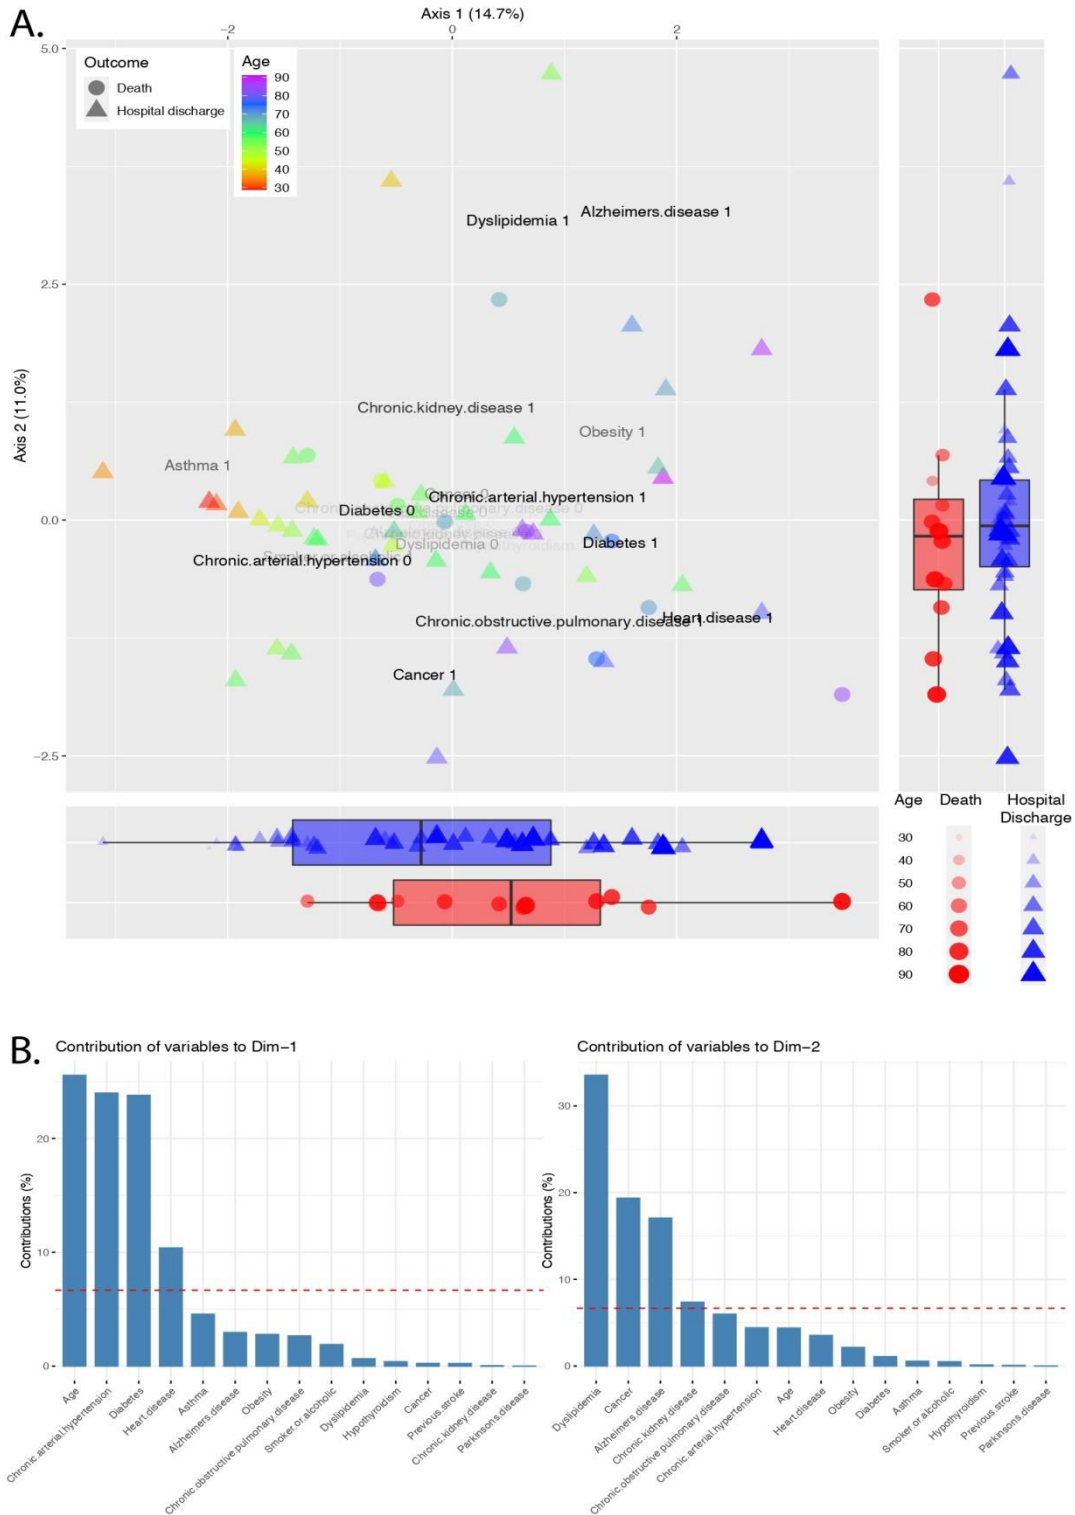 A.
Axis 1 (14.7%)
−2
0
2
5.0
2.5
0.0
−2.5
Axis 2 (11.0%)
Outcome
Death
Hospital discharge
Age
90
80
70
60
50
40
30
Dyslipidemia 1
Alzheimers.disease 1
Chronic.kidney.disease 1
Obesity 1
Asthma 1
Cancer 0
Chronic.arterial.hypertension 1
Diabetes 0
Dyslipidemia 0
Diabetes 1
Smoker or alcoholic
Chronic.arterial.hypertension 0
Chronic.obstructive.pulmonary.disease 1
Heart.disease 1
Cancer 1
Age Death Hospital Discharge
30
40
50
60
70
80
90
B.
Contribution of variables to Dim−1
Contributions (%)
20
10
0
Age
Chronic.arterial.hypertension
Diabetes
Heart.disease
Asthma
Alzheimers.disease
Obesity
Chronic.obstructive.pulmonary.disease
Smoker.or.alcoholic
Dyslipidemia
Hypothyroidism
Cancer
Previous.stroke
Chronic.kidney.disease
Parkinsons.disease
Contribution of variables to Dim−2
Contributions (%)
30
20
10
0
Dyslipidemia
Cancer
Alzheimers.disease
Chronic.kidney.disease
Chronic.obstructive.pulmonary.disease
Chronic.arterial.hypertension
Age
Heart.disease
Obesity
Diabetes
Asthma
Smoker.or.alcoholic
Hypothyroidism
Previous.stroke
Parkinsons.disease